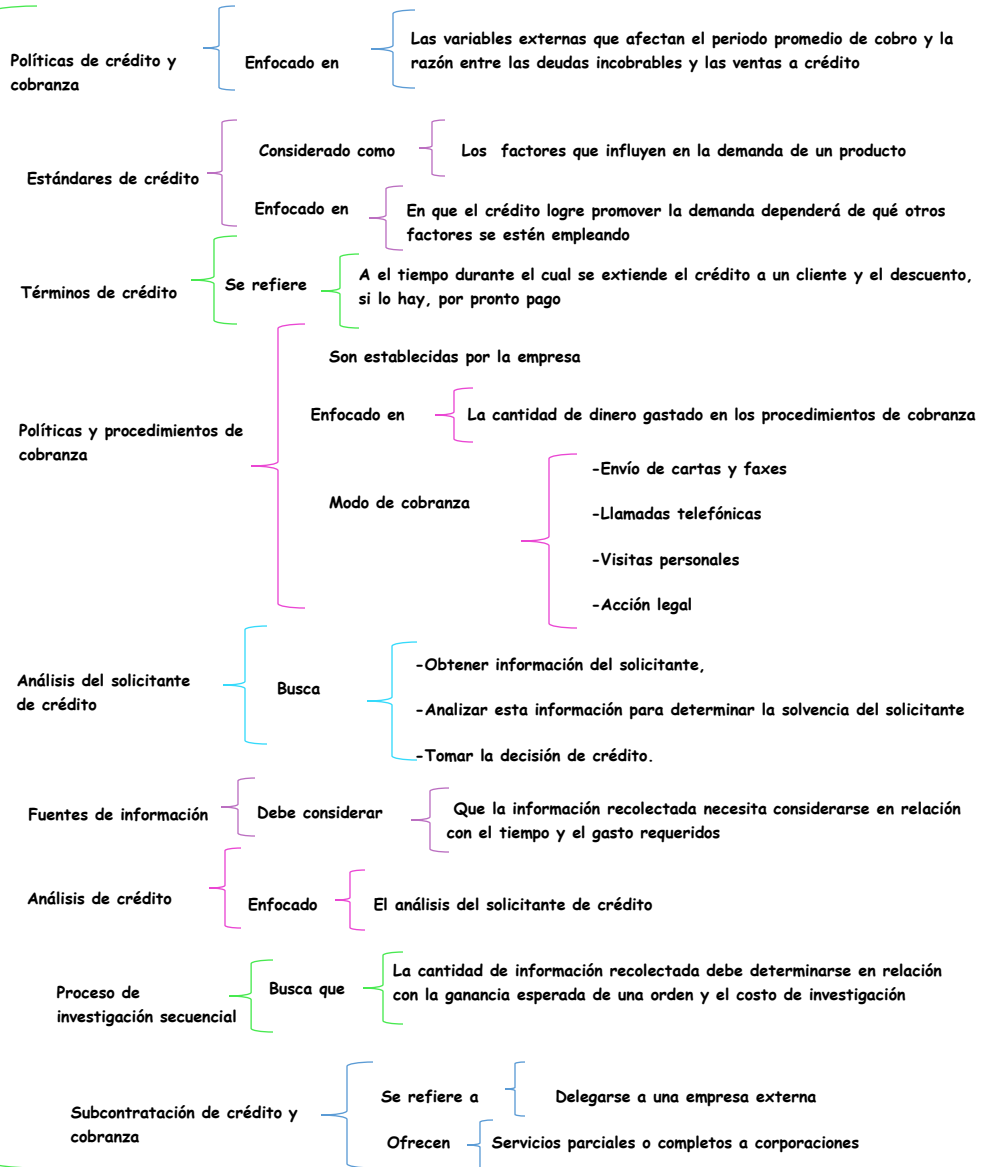 Políticas de crédito y
cobranza
Enfocado en
Las variables externas que afectan el periodo promedio de cobro y la
razón entre las deudas incobrables y las ventas a crédito
Estándares de crédito
Considerado como
Los factores que influyen en la demanda de un producto
Enfocado en
En que el crédito logre promover la demanda dependerá de qué otros
factores se estén empleando
Términos de crédito
Se refiere
A el tiempo durante el cual se extiende el crédito a un cliente y el descuento,
si lo hay, por pronto pago
Políticas y procedimientos de
cobranza
Son establecidas por la empresa
Enfocado en
La cantidad de dinero gastado en los procedimientos de cobranza
Modo de cobranza
-Envío de cartas y faxes
-Llamadas telefónicas
-Visitas personales
-Acción legal
Análisis del solicitante
de crédito
Busca
-Obtener información del solicitante,
-Analizar esta información para determinar la solvencia del solicitante
-Tomar la decisión de crédito.
Fuentes de información
Debe considerar
Que la información recolectada necesita considerarse en relación
con el tiempo y el gasto requeridos
Análisis de crédito
Enfocado
El análisis del solicitante de crédito
Proceso de
investigación secuencial
Busca que
La cantidad de información recolectada debe determinarse en relación
con la ganancia esperada de una orden y el costo de investigación
Subcontratación de crédito y
cobranza
Se refiere a
Delegarse a una empresa externa
Ofrecen
Servicios parciales o completos a corporaciones